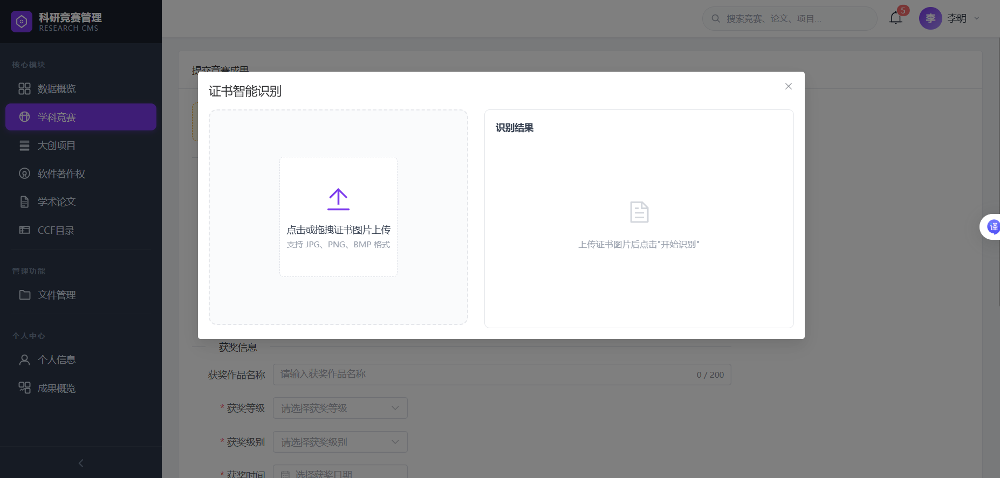 科研竞赛管理
RESEARCH CMS
搜索竞赛、论文、项目...
5
李
李明
核心模块
数据概览
学科竞赛
大创项目
软件著作权
学术论文
CCF目录
管理功能
文件管理
个人中心
个人信息
成果概览
提交竞赛成果
证书智能识别
点击或拖拽证书图片上传
支持 JPG、PNG、BMP 格式
识别结果
上传证书图片后点击"开始识别"
译
获奖信息
获奖作品名称
请输入获奖作品名称
0 / 200
* 获奖等级
请选择获奖等级
* 获奖级别
请选择获奖级别
* 获奖时间
选择获奖日期